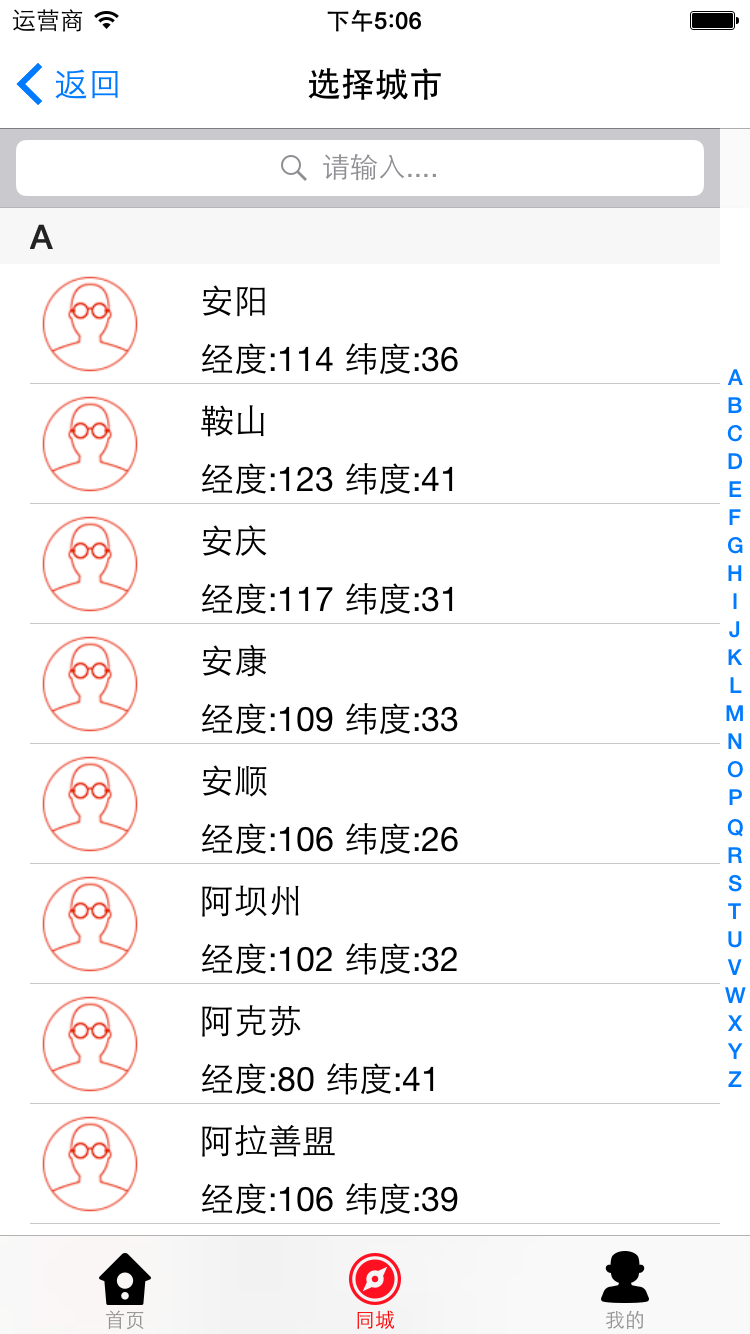 运营商 下午5:06
返回 选择城市
请输入....
A
安阳
经度:114 纬度:36
鞍山
经度:123 纬度:41
安庆
经度:117 纬度:31
安康
经度:109 纬度:33
安顺
经度:106 纬度:26
阿坝州
经度:102 纬度:32
阿克苏
经度:80 纬度:41
阿拉善盟
经度:106 纬度:39
A
B
C
D
E
F
G
H
I
J
K
L
M
N
O
P
Q
R
S
T
U
V
W
X
Y
Z
首页 同城 我的